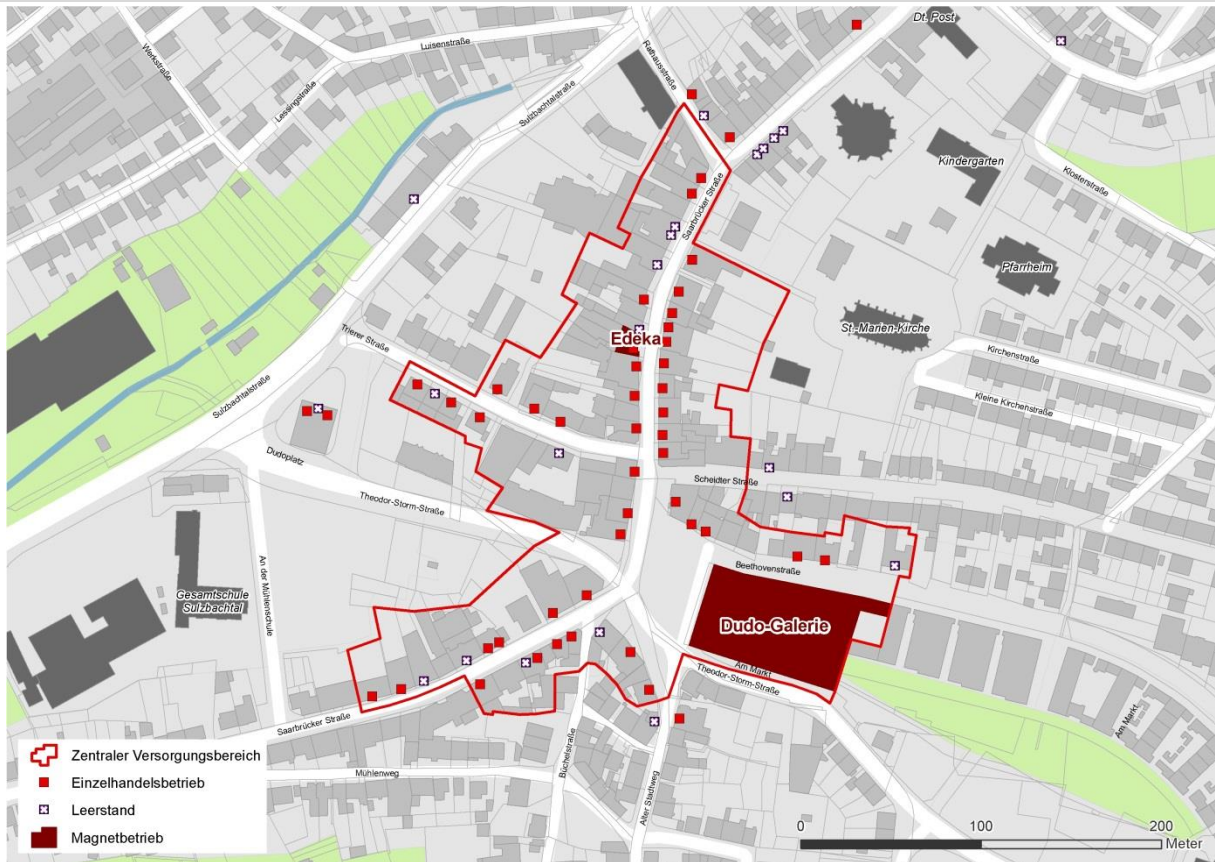 Dt. Post
Luisenstraße
Werkstraße
Lessingstraße
Rathausstraße
Sulzbachtalstraße
Kindergarten
Klosterstraße
Saarbrücker Straße
Pfarrheim
St.-Marien-Kirche
Trierer Straße
Edeka
Kirchenstraße
Kleine Kirchenstraße
Sulzbachtalstraße
Dudoplatz
Scheidter Straße
Theodor-Storm-Straße
Beethovenstraße
An der Mühlenschule
Gesamtschule
Sulzbachtal
Dudo-Galerie
Am Markt
Theodor-Storm-Straße
Saarbrücker Straße
Am Markt
Büchelstraße
Alter Stadtweg
Mühlenweg
Zentraler Versorgungsbereich
Einzelhandelsbetrieb
Leerstand
Magnetbetrieb
0 100 200
Meter